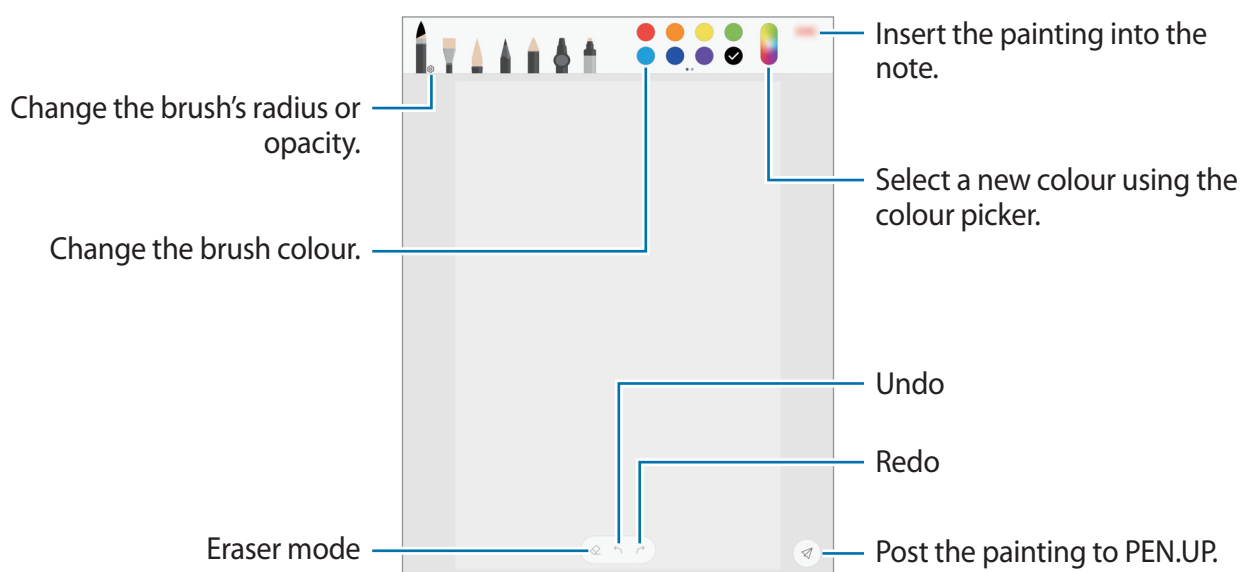 Insert the painting into the
note.
Change the brush's radius or
opacity.
Select a new colour using the
colour picker.
Change the brush colour.
Undo
Redo
Eraser mode
Post the painting to PEN.UP.